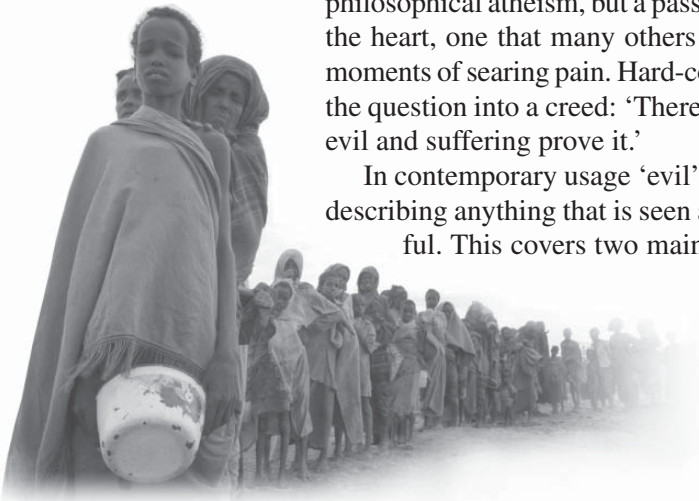 philosophical atheism, but a pass
the heart, one that many others
moments of searing pain. Hard-co
the question into a creed: ‘There
evil and suffering prove it.’
In contemporary usage ‘evil’
describing anything that is seen a
ful. This covers two main